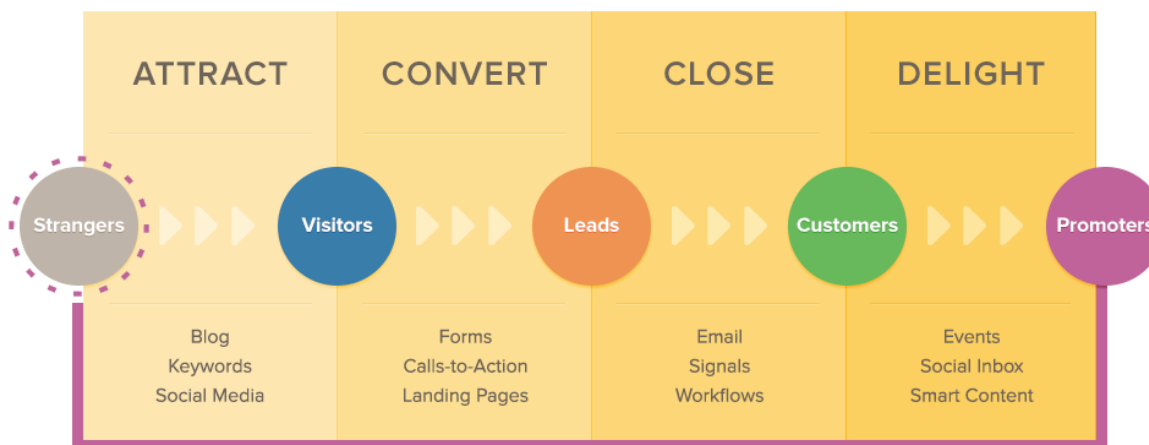 ATTRACT CONVERT CLOSE DELIGHT
Strangers Visitors Leads Customers Promoters
Blog Forms Email Events
Keywords Calls-to-Action Signals Social Inbox
Social Media Landing Pages Workflows Smart Content